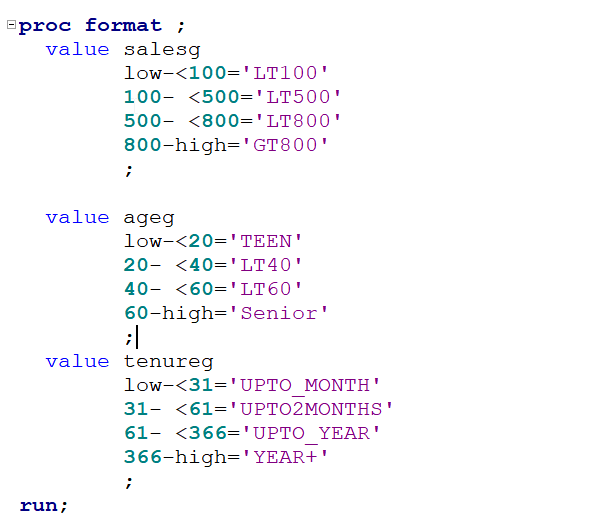 proc format ;
value salesg
low-<100='LT100'
100- <500='LT500'
500- <800='LT800'
800-high='GT800'
;
value ageg
low-<20='TEEN'
20- <40='LT40'
40- <60='LT60'
60-high='Senior'
;
value tenureg
low-<31='UPTO_MONTH'
31- <61='UPTO2MONTHS'
61- <366='UPTO_YEAR'
366-high='YEAR+'
;
run;